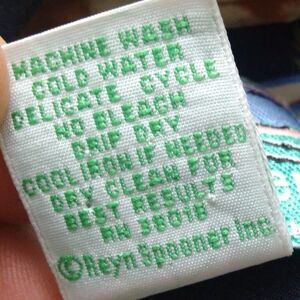 MACHINE WASH
COLD WATER
DELICATE CYCLE
NO BLEACH
DRIP DRY
COOL IRON IF NEEDED
DRY CLEAN FOR
BEST RESULTS
RN 38018
©Reyn Spooner Inc.